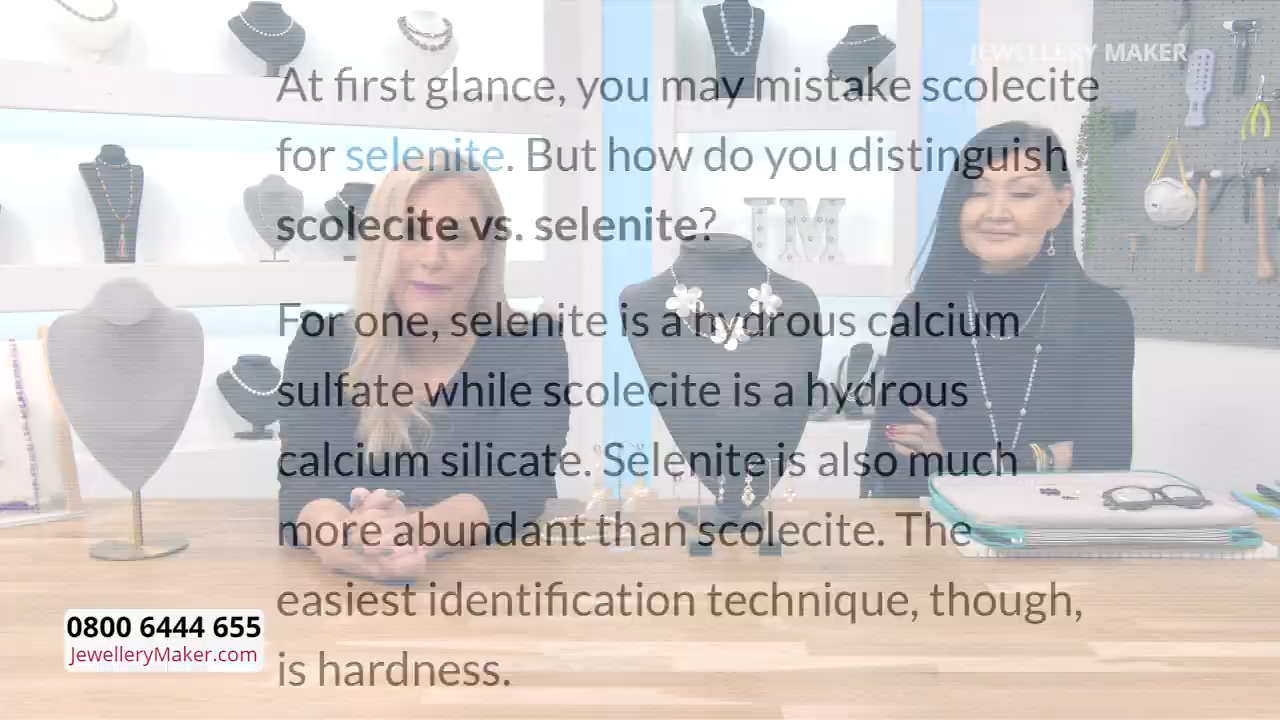 JEWELLERY MAKER
At first glance, you may mistake scolecite
for selenite. But how do you distinguish
scolecite vs. selenite?
JM
For one, selenite is a hydrous calcium
sulfate while scolecite is a hydrous
calcium silicate. Selenite is also much
more abundant than scolecite. The
easiest identification technique, though,
is hardness.
0800 6444 655
JewelleryMaker.com